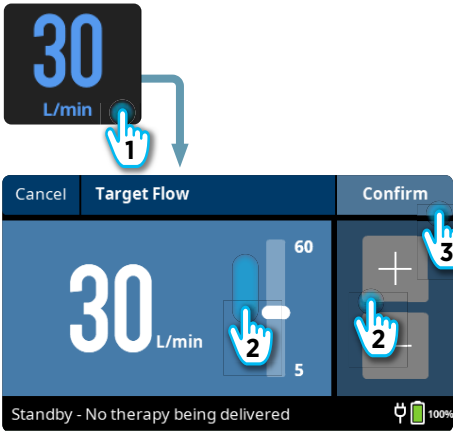 30
L/min
1
Cancel Target Flow Confirm
3
60
30 L/min
2
2
5
Standby - No therapy being delivered 100%